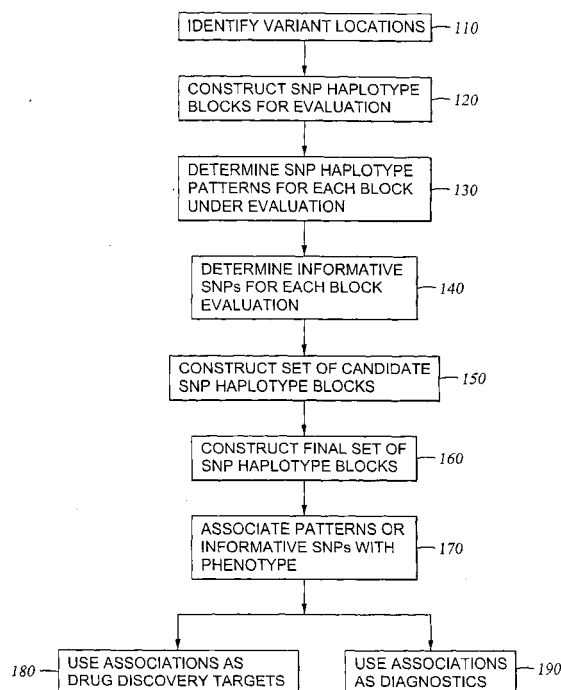 IDENTIFY VARIANT LOCATIONS
110
CONSTRUCT SNP HAPLOTYPE
BLOCKS FOR EVALUATION
120
DETERMINE SNP HAPLOTYPE
PATTERNS FOR EACH BLOCK
UNDER EVALUATION
130
DETERMINE INFORMATIVE
SNPs FOR EACH BLOCK
EVALUATION
140
CONSTRUCT SET OF CANDIDATE
SNP HAPLOTYPE BLOCKS
150
CONSTRUCT FINAL SET OF
SNP HAPLOTYPE BLOCKS
160
ASSOCIATE PATTERNS OR
INFORMATIVE SNPs WITH
PHENOTYPE
170
180
USE ASSOCIATIONS AS
DRUG DISCOVERY TARGETS
USE ASSOCIATIONS
AS DIAGNOSTICS
190